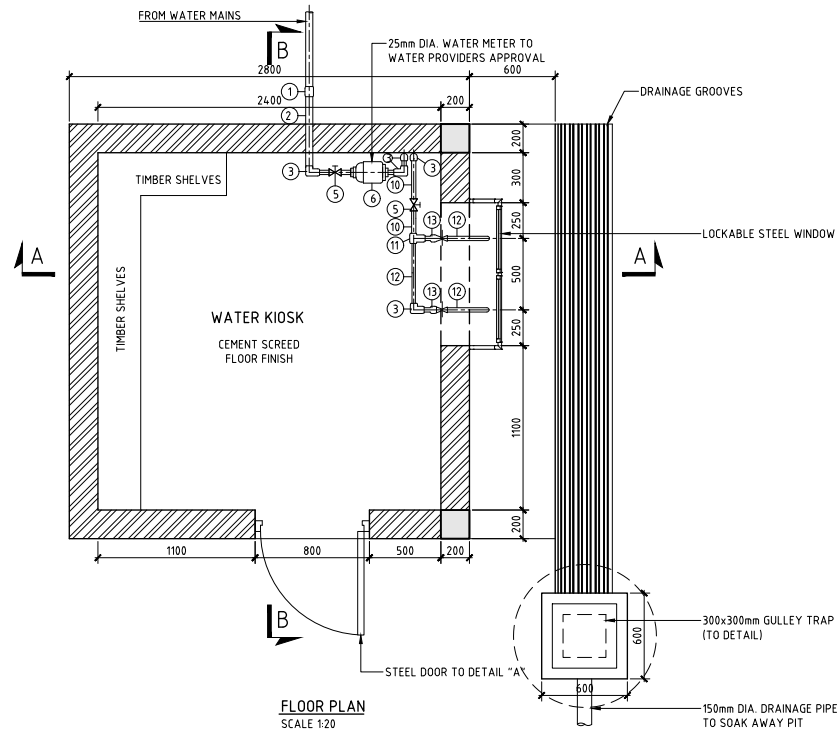 FROM WATER MAINS
B
25mm DIA. WATER METER TO
WATER PROVIDERS APPROVAL
2800
600
1
DRAINAGE GROOVES
2400
200
2
200
3
3
3
TIMBER SHELVES
10
5
6
300
5
13
12
250
10
LOCKABLE STEEL WINDOW
11
A
A
12
500
TIMBER SHELVES
13
12
3
WATER KIOSK
250
CEMENT SCREED
FLOOR FINISH
1100
200
1100
800
500
200
B
300x300mm GULLEY TRAP
(TO DETAIL)
600
STEEL DOOR TO DETAIL "A"
600
FLOOR PLAN
SCALE 1:20
150mm DIA. DRAINAGE PIPE
TO SOAK AWAY PIT